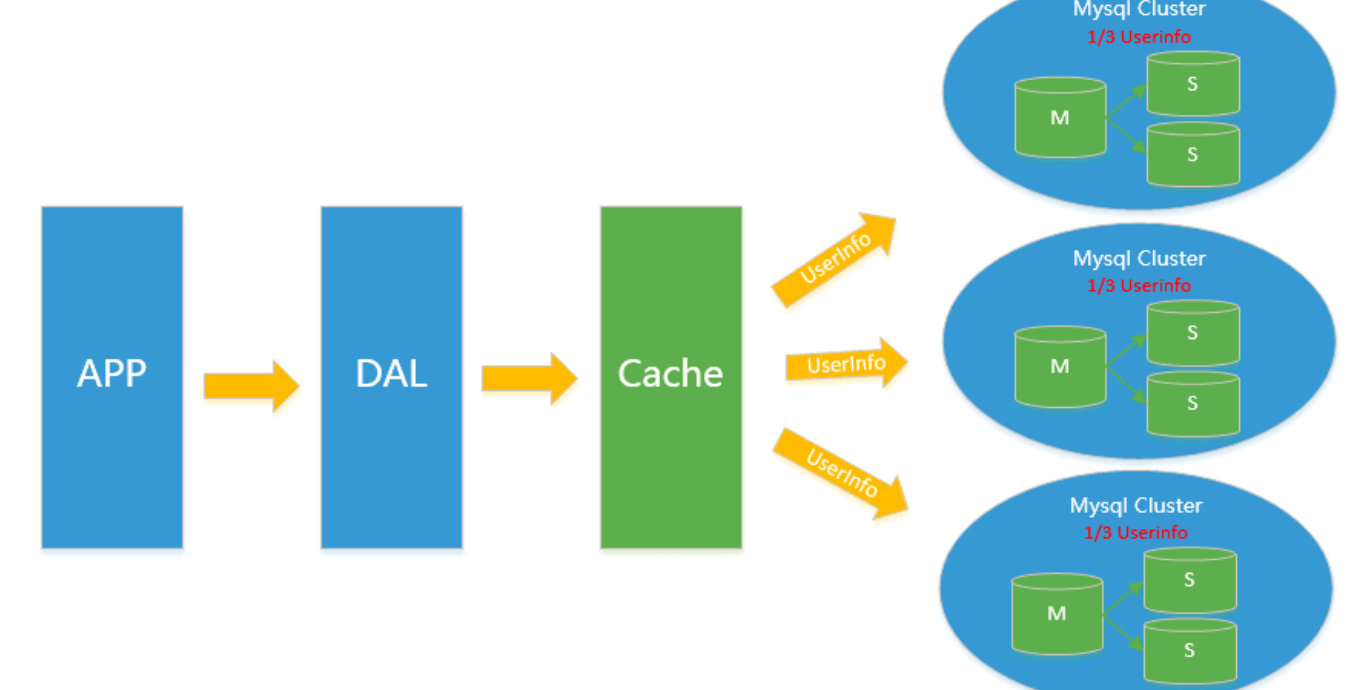 APP
DAL
Cache
UserInfo
UserInfo
UserInfo
Mysql Cluster
1/3 Userinfo
M
S
S
Mysql Cluster
1/3 Userinfo
M
S
S
Mysql Cluster
1/3 Userinfo
M
S
S